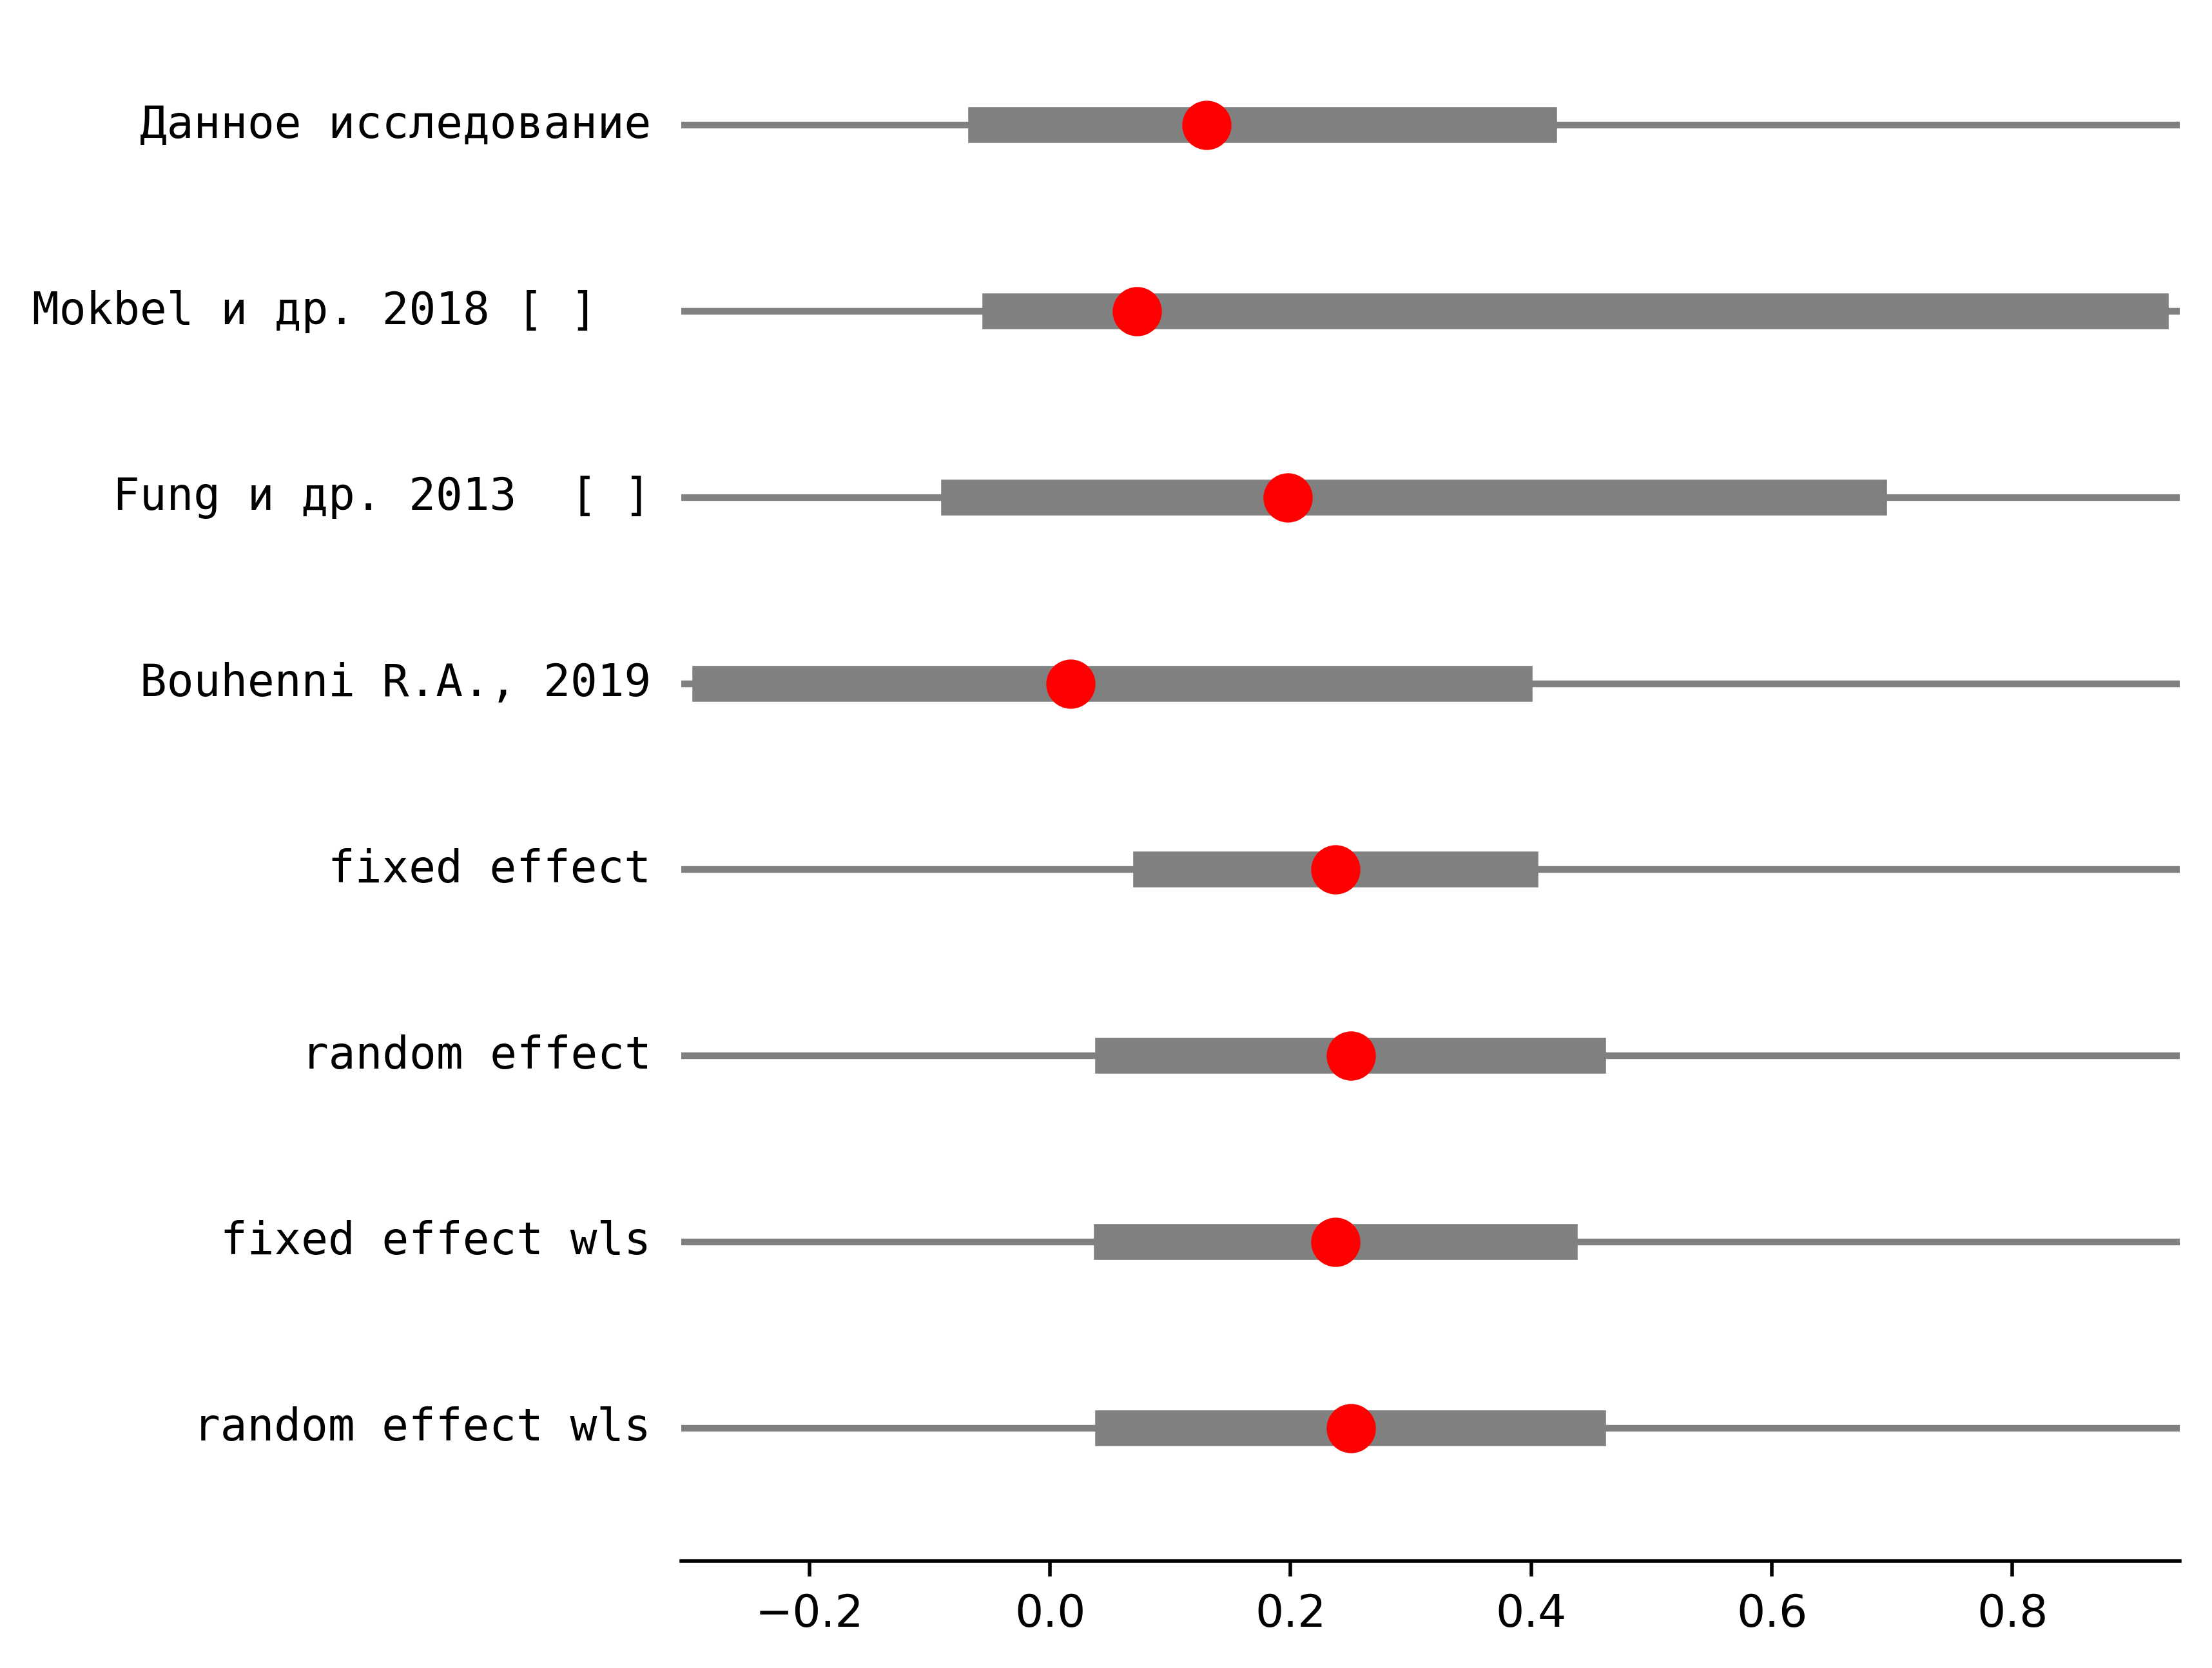 Данное исследование
Mokbel и др. 2018 [ ]
Fung и др. 2013  [ ]
Bouhenni R.A., 2019
fixed effect
random effect
fixed effect wls
random effect wls
−0.2 0.0 0.2 0.4 0.6 0.8